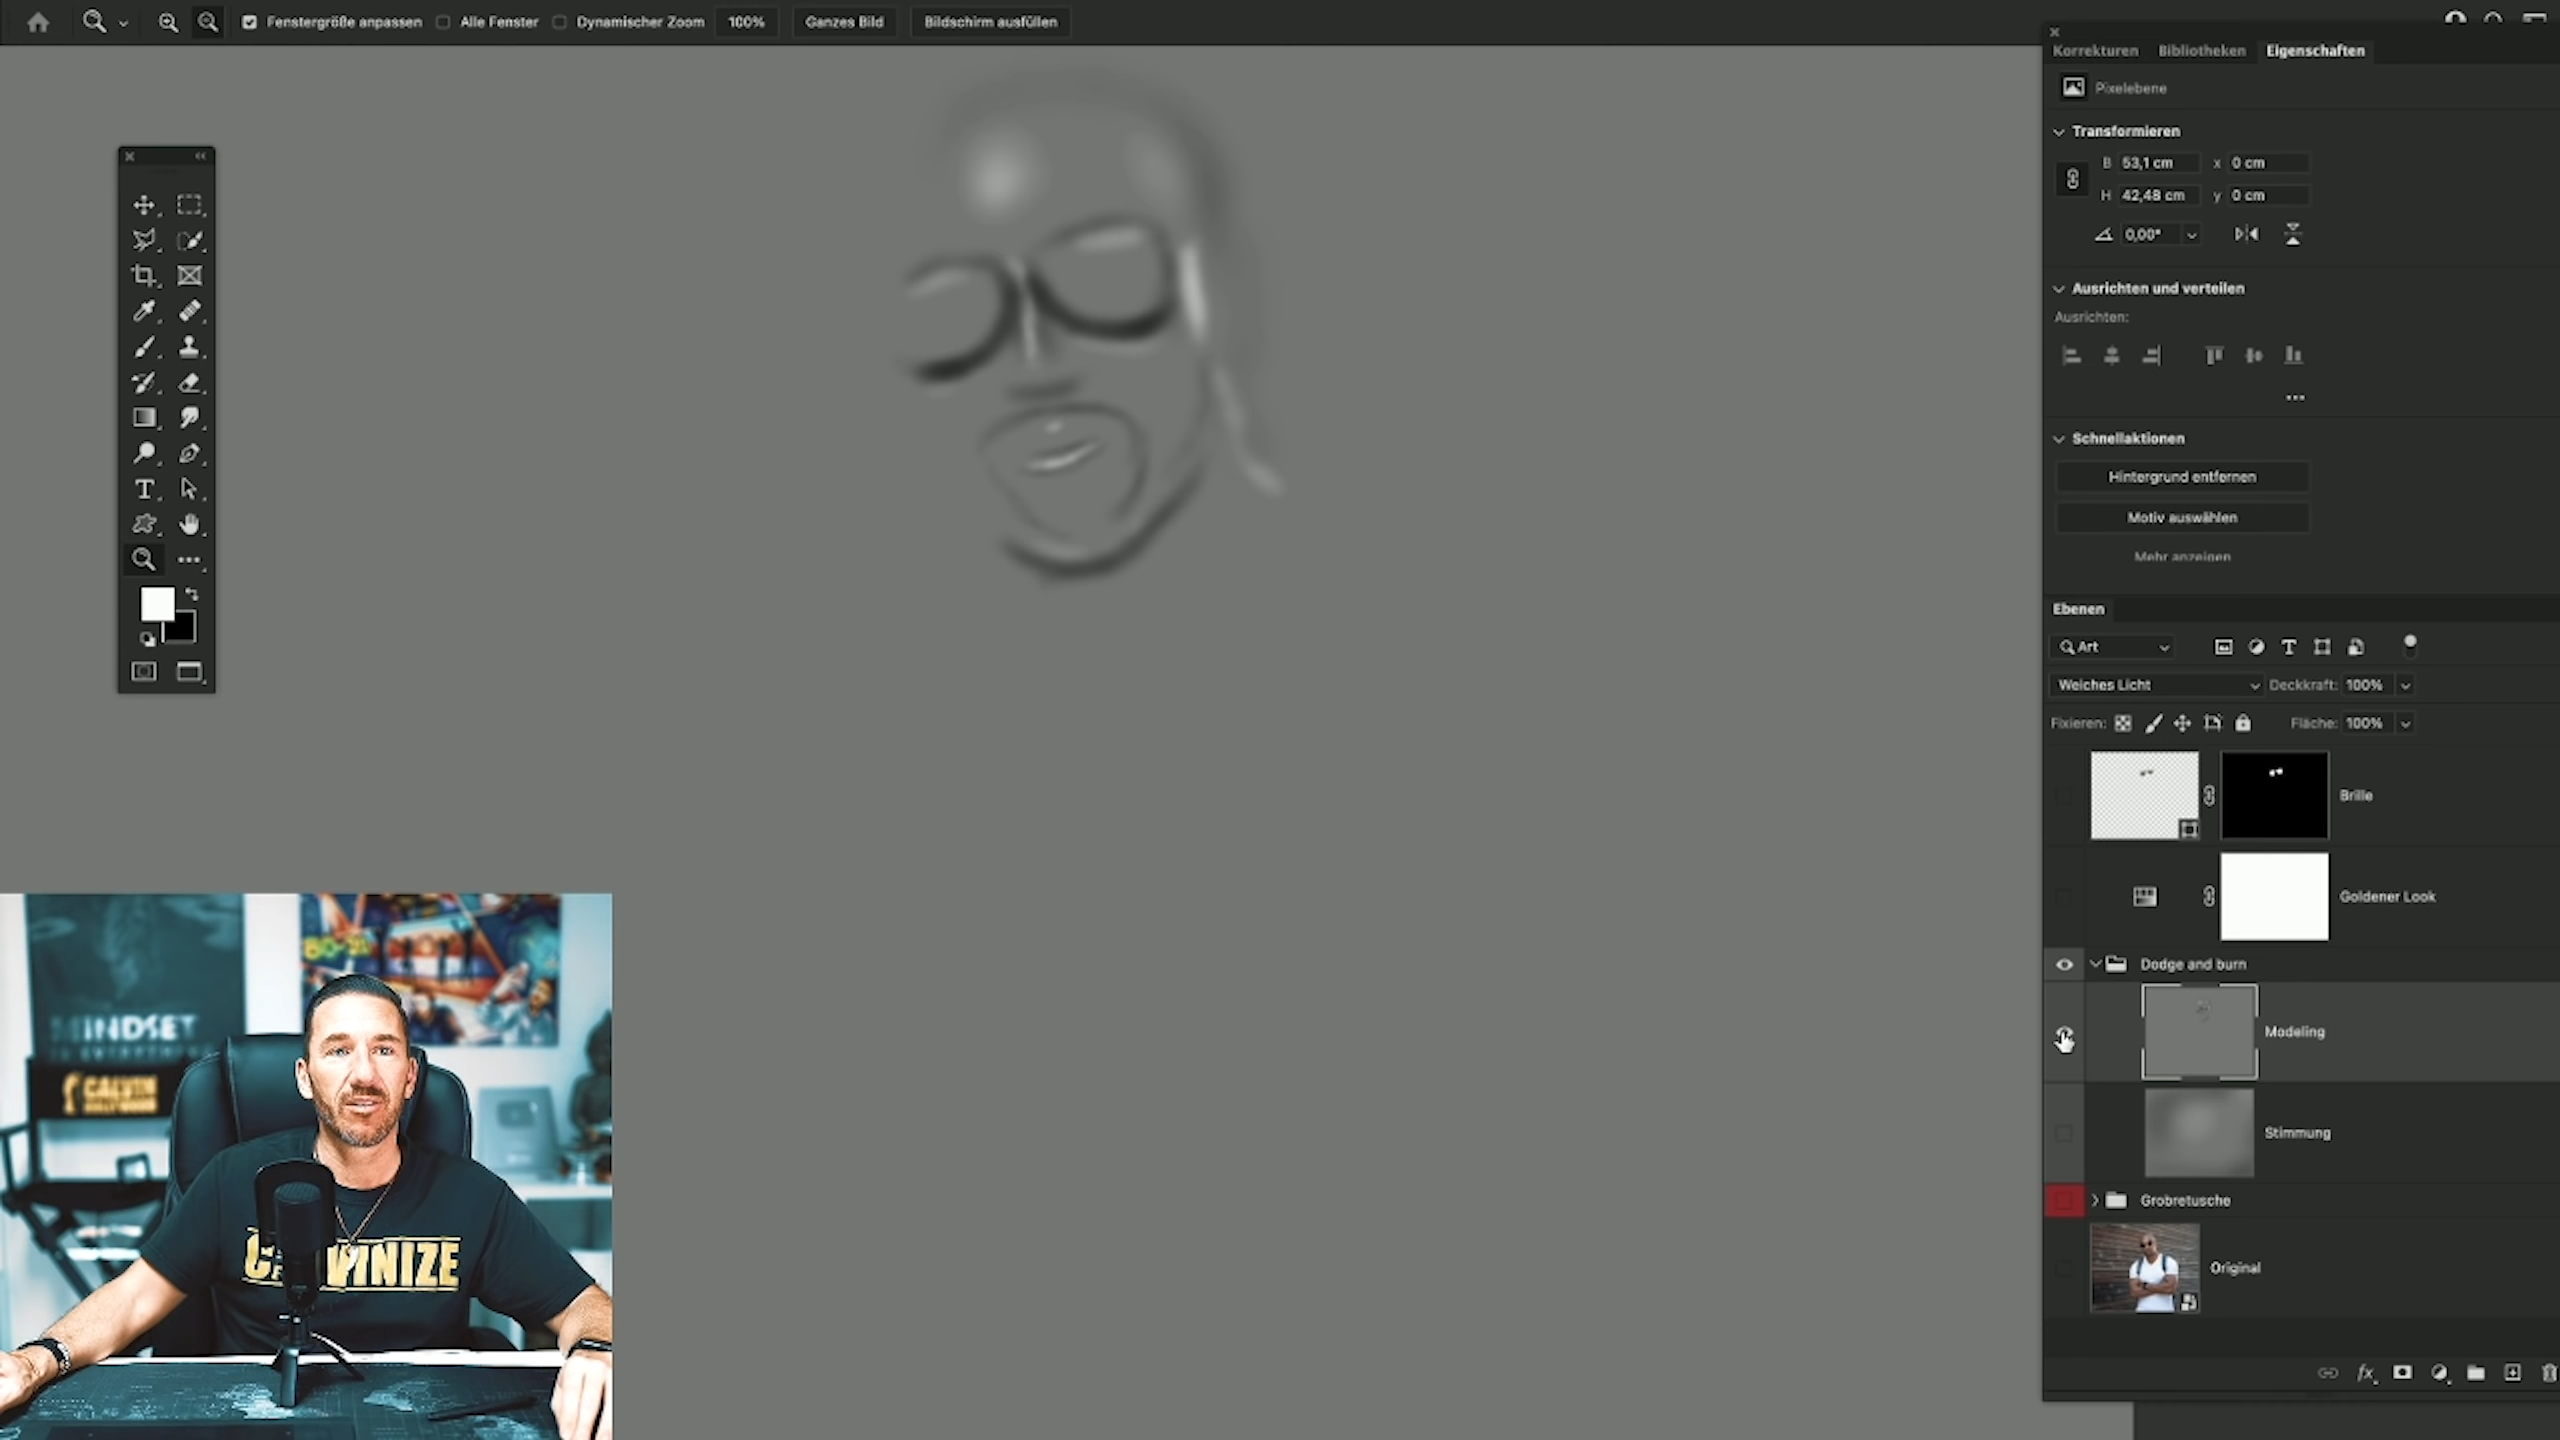 Fenstergröße anpassen Alle Fenster Dynamischer Zoom 100% Ganzes Bild Bildschirm ausfüllen
Korrekturen Bibliotheken Eigenschaften
Pixelebene
Transformieren
B 53,1 cm x 0 cm
H 42,48 cm y 0 cm
0,00°
Ausrichten und verteilen
Ausrichten:
Schnellaktionen
Hintergrund entfernen
Motiv auswählen
Mehr anzeigen
Ebenen
Art
Weiches Licht Deckkraft: 100%
Fixieren: Fläche: 100%
Brille
Goldener Look
Dodge and burn
Modeling
Stimmung
Grobretusche
Original
MINDSET
CALVIN